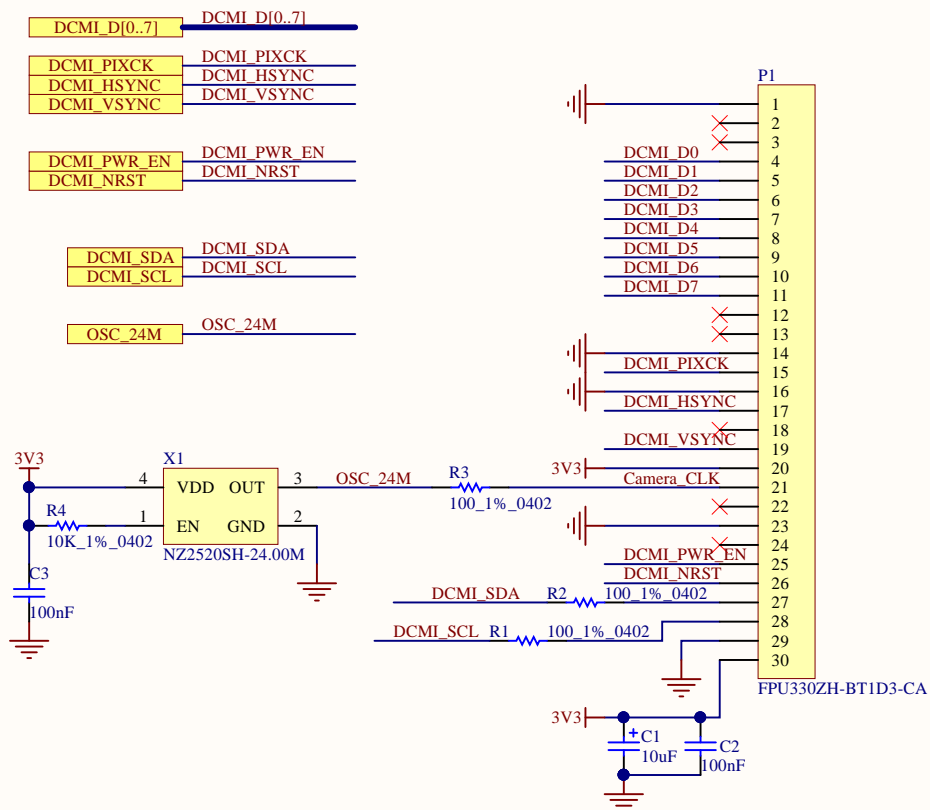 DCMI_D[0..7] DCMI_D[0..7]
DCMI_PIXCK DCMI_PIXCK
DCMI_HSYNC DCMI_HSYNC
DCMI_VSYNC DCMI_VSYNC
DCMI_PWR_EN DCMI_PWR_EN
DCMI_NRST DCMI_NRST
DCMI_SDA DCMI_SDA
DCMI_SCL DCMI_SCL
OSC_24M OSC_24M
P1
1
2
3
DCMI_D0 4
DCMI_D1 5
DCMI_D2 6
DCMI_D3 7
DCMI_D4 8
DCMI_D5 9
DCMI_D6 10
DCMI_D7 11
12
13
14
DCMI_PIXCK 15
16
DCMI_HSYNC 17
18
DCMI_VSYNC 19
3V3 20
Camera_CLK 21
22
23
24
DCMI_PWR_EN 25
DCMI_NRST 26
DCMI_SDA R2 100_1%_0402 27
28
DCMI_SCL R1 100_1%_0402 29
30
FPU330ZH-BT1D3-CA
3V3
X1
4 VDD OUT 3
OSC_24M R3
100_1%_0402
R4
1 EN GND 2
10K_1%_0402
NZ2520SH-24.00M
C3
100nF
3V3
+ C1
10uF
C2
100nF